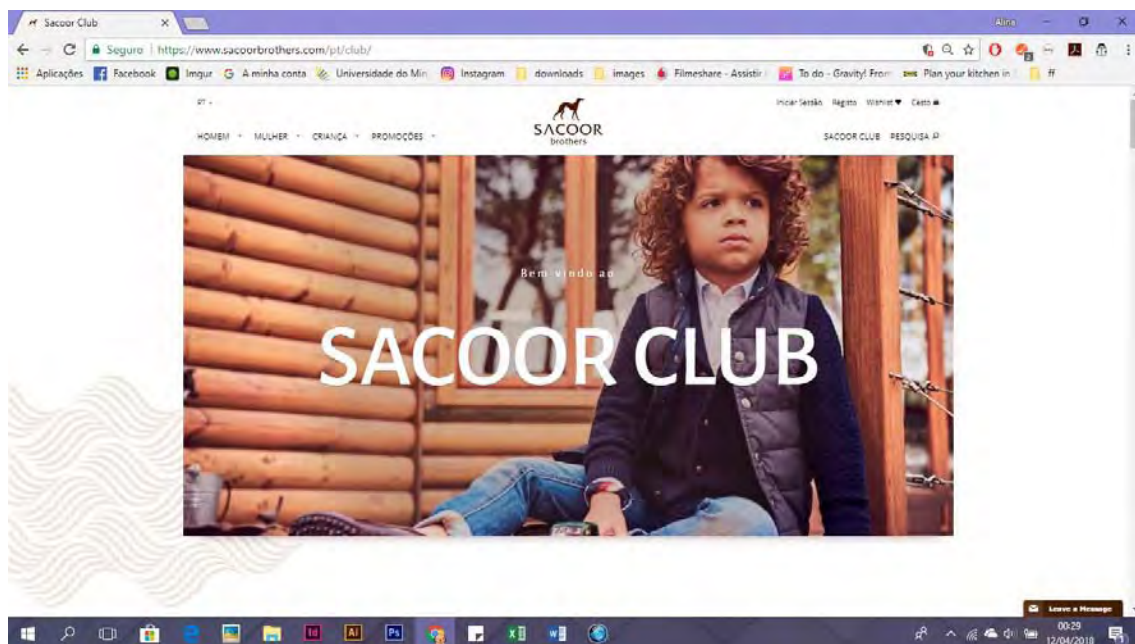 Sacoor Club
Alina
Seguro | https://www.sacoorbrothers.com/pt/club/
Aplicações Facebook Imgur A minha conta Universidade do Min Instagram downloads images Filmeshare - Assistir To do - Gravity! From Plan your kitchen in ff
PT
Iniciar Sessão Registo Wishlist Cesto
SACOOR
brothers
HOMEM MULHER CRIANÇA PROMOÇÕES
SACOOR CLUB PESQUISA
Bem-vindo ao
SACOOR CLUB
Leave a Message
00:29
12/04/2018